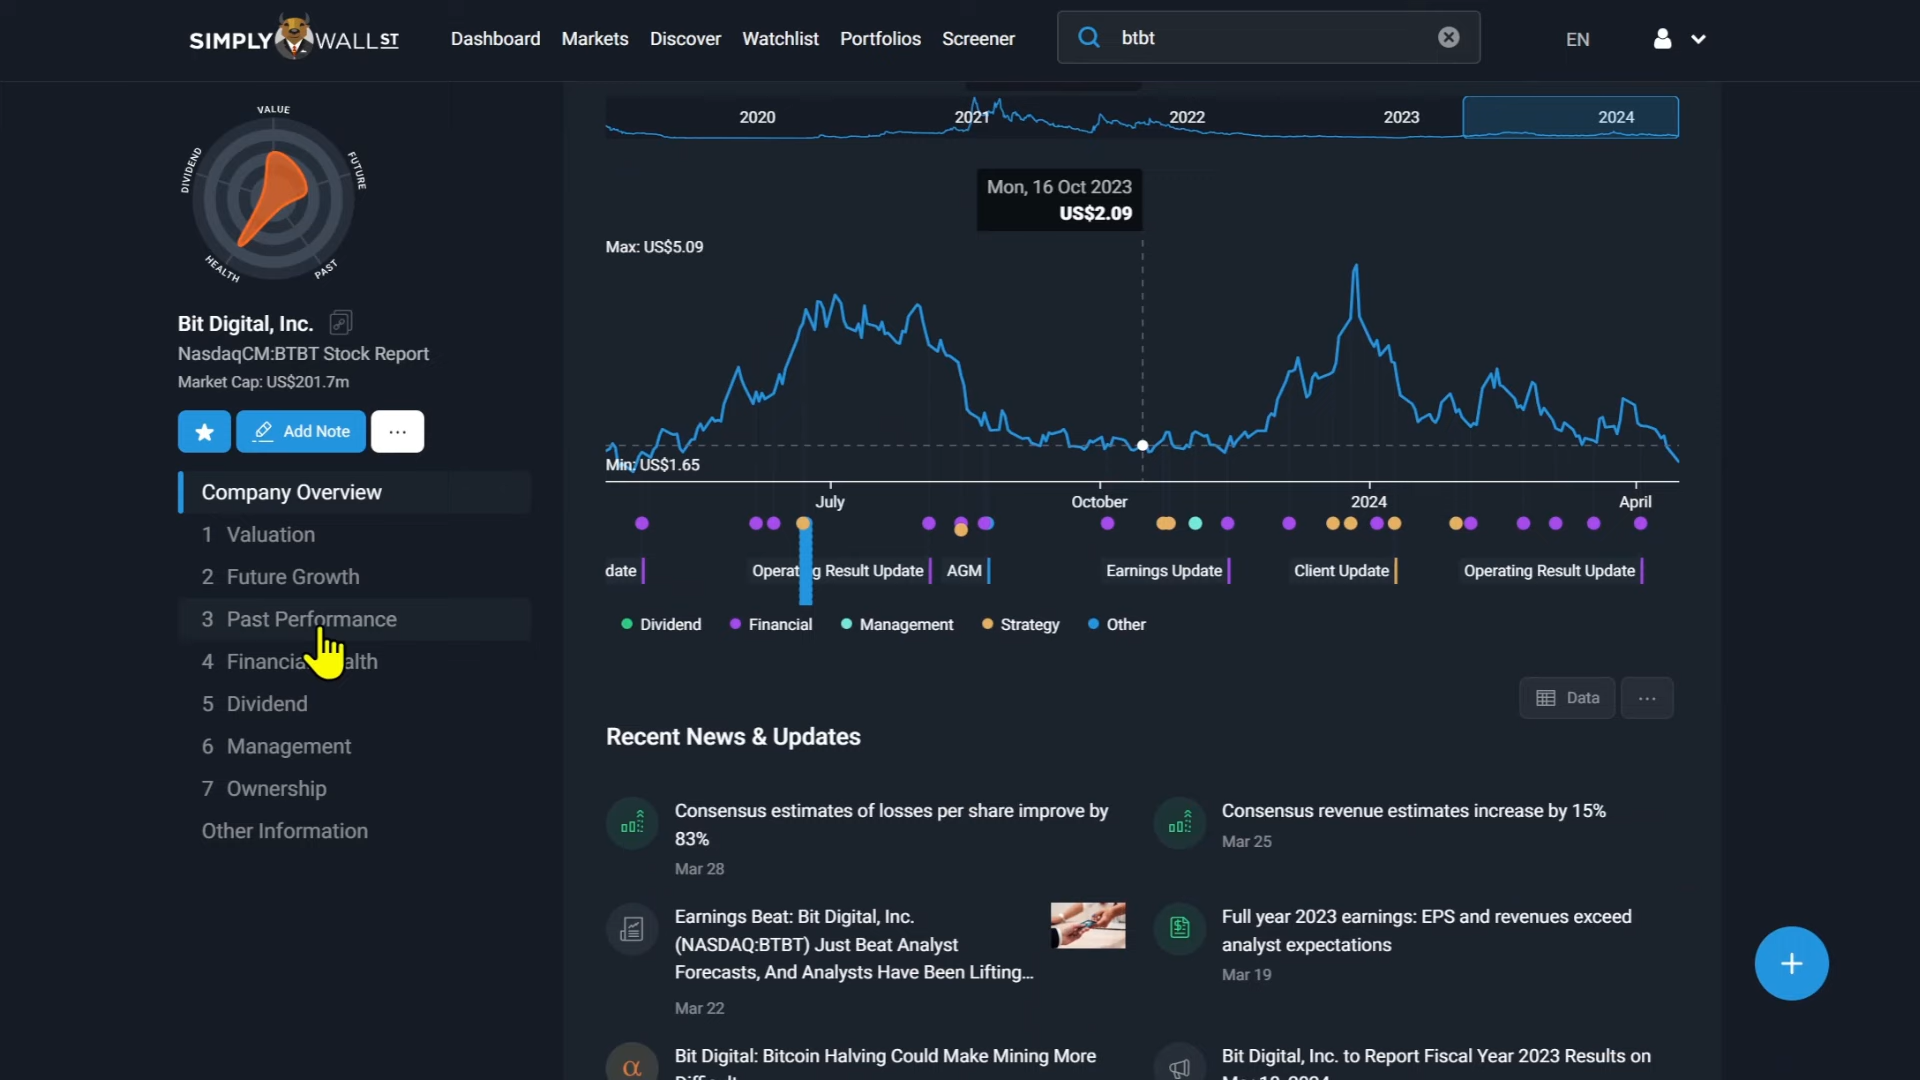 SIMPLY WALL ST
Dashboard
Markets
Discover
Watchlist
Portfolios
Screener
btbt
EN
VALUE
FUTURE
PAST
HEALTH
DIVIDEND
Bit Digital, Inc.
NasdaqCM:BTBT Stock Report
Market Cap: US$201.7m
Add Note
Company Overview
1 Valuation
2 Future Growth
3 Past Performance
4
5 Dividend
6 Management
7 Ownership
Other Information
2020
2021
2022
2023
2024
Mon, 16 Oct 2023
US$2.09
Max: US$5.09
Min: US$1.65
July
October
2024
April
date
Operating Result Update
AGM
Earnings Update
Client Update
Operating Result Update
Dividend
Financial
Management
Strategy
Other
Data
Recent News & Updates
Consensus estimates of losses per share improve by
83%
Mar 28
Consensus revenue estimates increase by 15%
Mar 25
Earnings Beat: Bit Digital, Inc.
(NASDAQ:BTBT) Just Beat Analyst
Forecasts, And Analysts Have Been Lifting...
Mar 22
Full year 2023 earnings: EPS and revenues exceed
analyst expectations
Mar 19
α
Bit Digital: Bitcoin Halving Could Make Mining More
Bit Digital, Inc. to Report Fiscal Year 2023 Results on